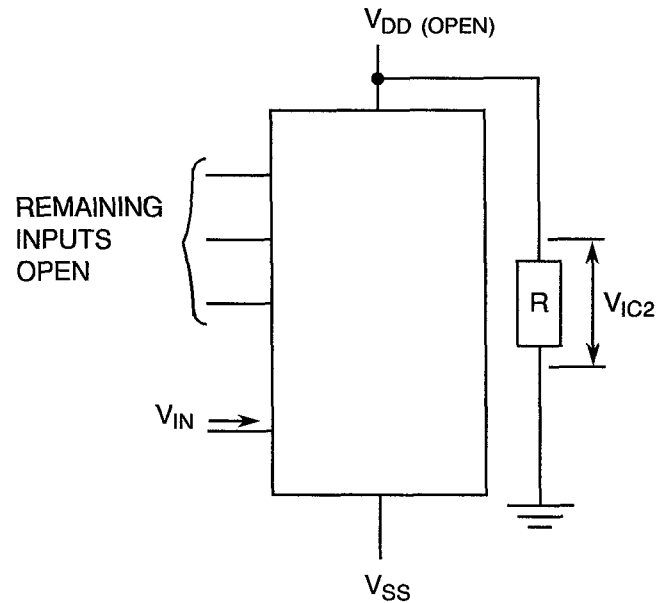 VDD (OPEN)
REMAINING
INPUTS
OPEN
R
VIC2
VIN
VSS